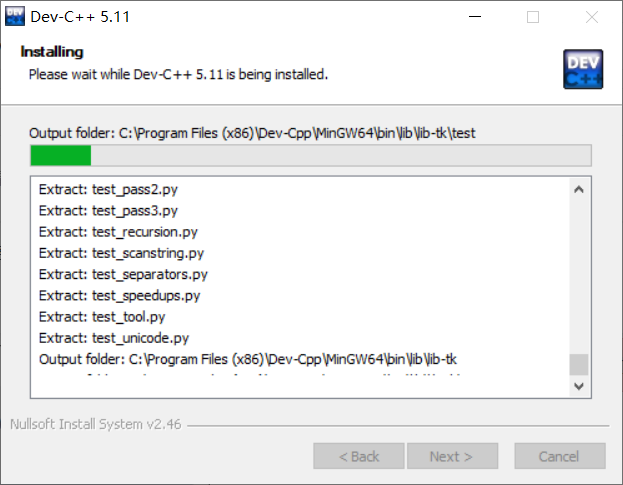 Dev-C++ 5.11
Installing
Please wait while Dev-C++ 5.11 is being installed.
DEV
C++
Output folder: C:\Program Files (x86)\Dev-Cpp\MinGW64\bin\lib\lib-tk\test
Extract: test_pass2.py
Extract: test_pass3.py
Extract: test_recursion.py
Extract: test_scanstring.py
Extract: test_separators.py
Extract: test_speedups.py
Extract: test_tool.py
Extract: test_unicode.py
Output folder: C:\Program Files (x86)\Dev-Cpp\MinGW64\bin\lib\lib-tk
Nullsoft Install System v2.46
< Back
Next >
Cancel